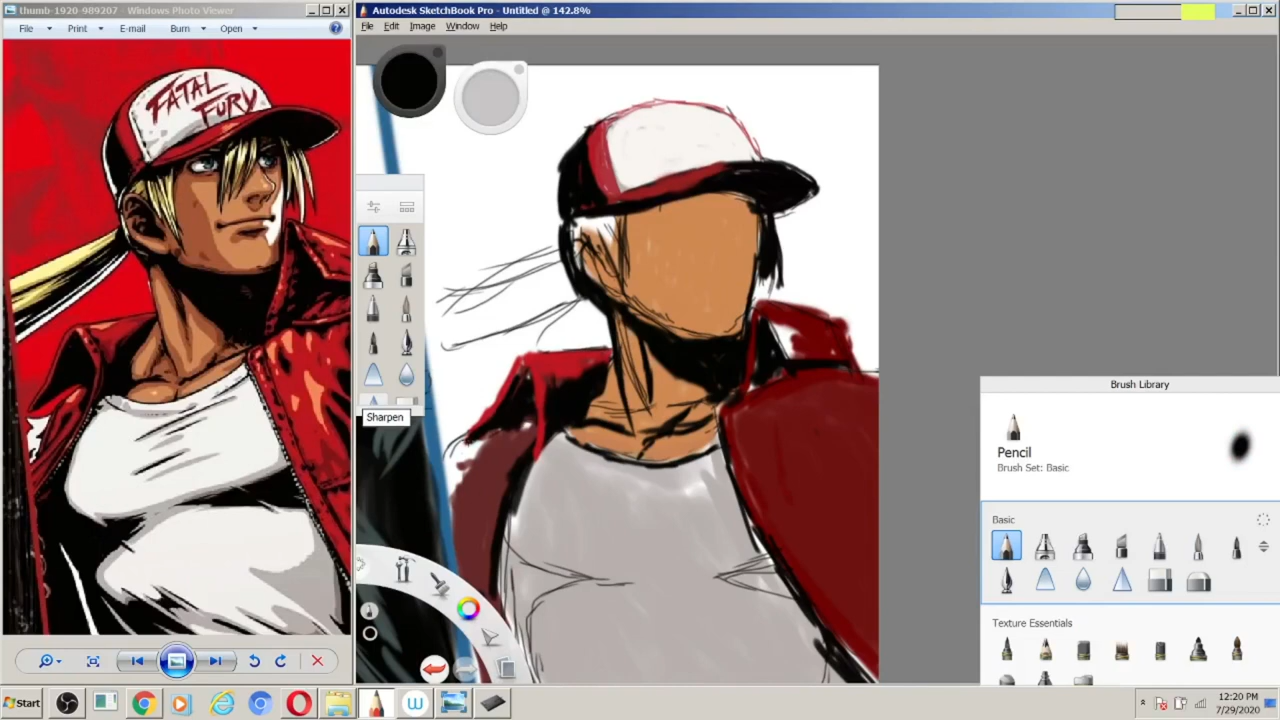 thumb-1920-989207 - Windows Photo Viewer
File Print E-mail Burn Open
FATAL
FURY
Autodesk SketchBook Pro - Untitled @ 142.8%
File Edit Image Window Help
Sharpen
Brush Library
Pencil
Brush Set: Basic
Basic
Texture Essentials
Start
W
12:20 PM
7/29/2020